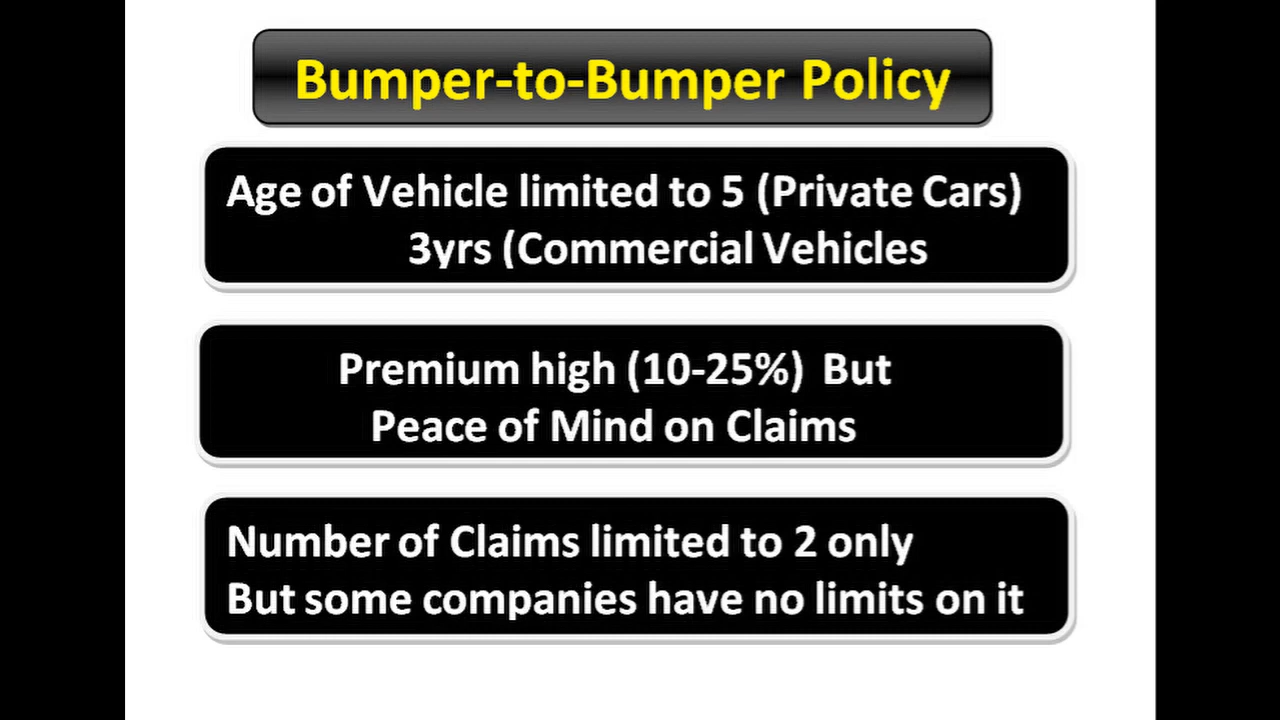 Bumper-to-Bumper Policy
Age of Vehicle limited to 5 (Private Cars)
3yrs (Commercial Vehicles
Premium high (10-25%) But
Peace of Mind on Claims
Number of Claims limited to 2 only
But some companies have no limits on it